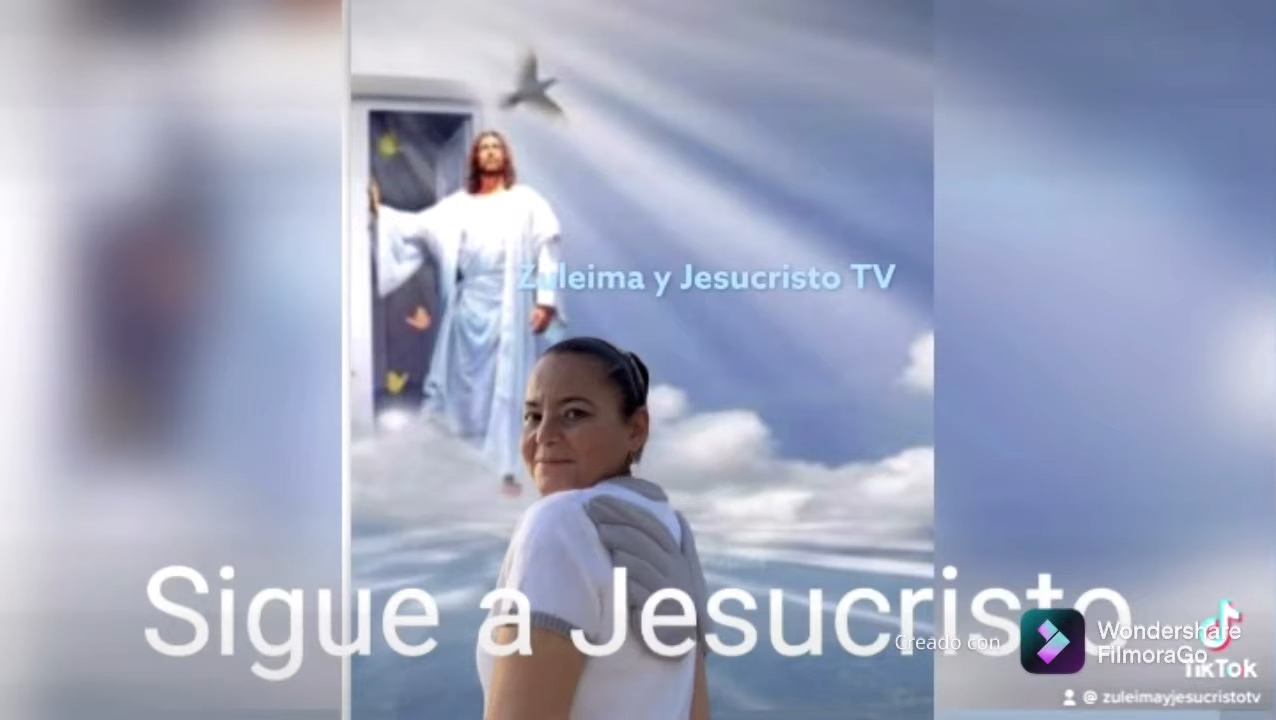 Zuleima y Jesucristo TV
Sigue a Jesucristo
Creado con
Wondershare
FilmoraGo
TikTok
@ zuleimayjesucristotv